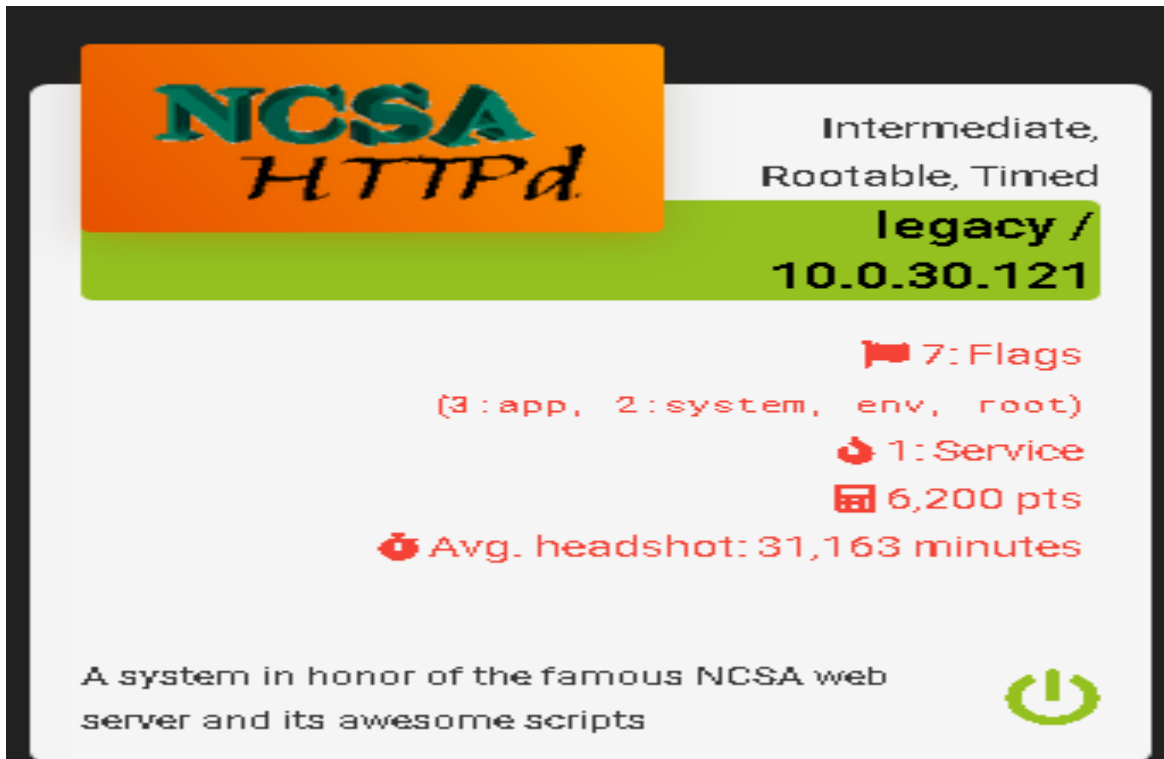 NCSA
HTTPd
Intermediate,
Rootable, Timed
legacy /
10.0.30.121
7: Flags
(3:app, 2:system, env, root)
1: Service
6,200 pts
Avg. headshot: 31,163 minutes
A system in honor of the famous NCSA web
server and its awesome scripts